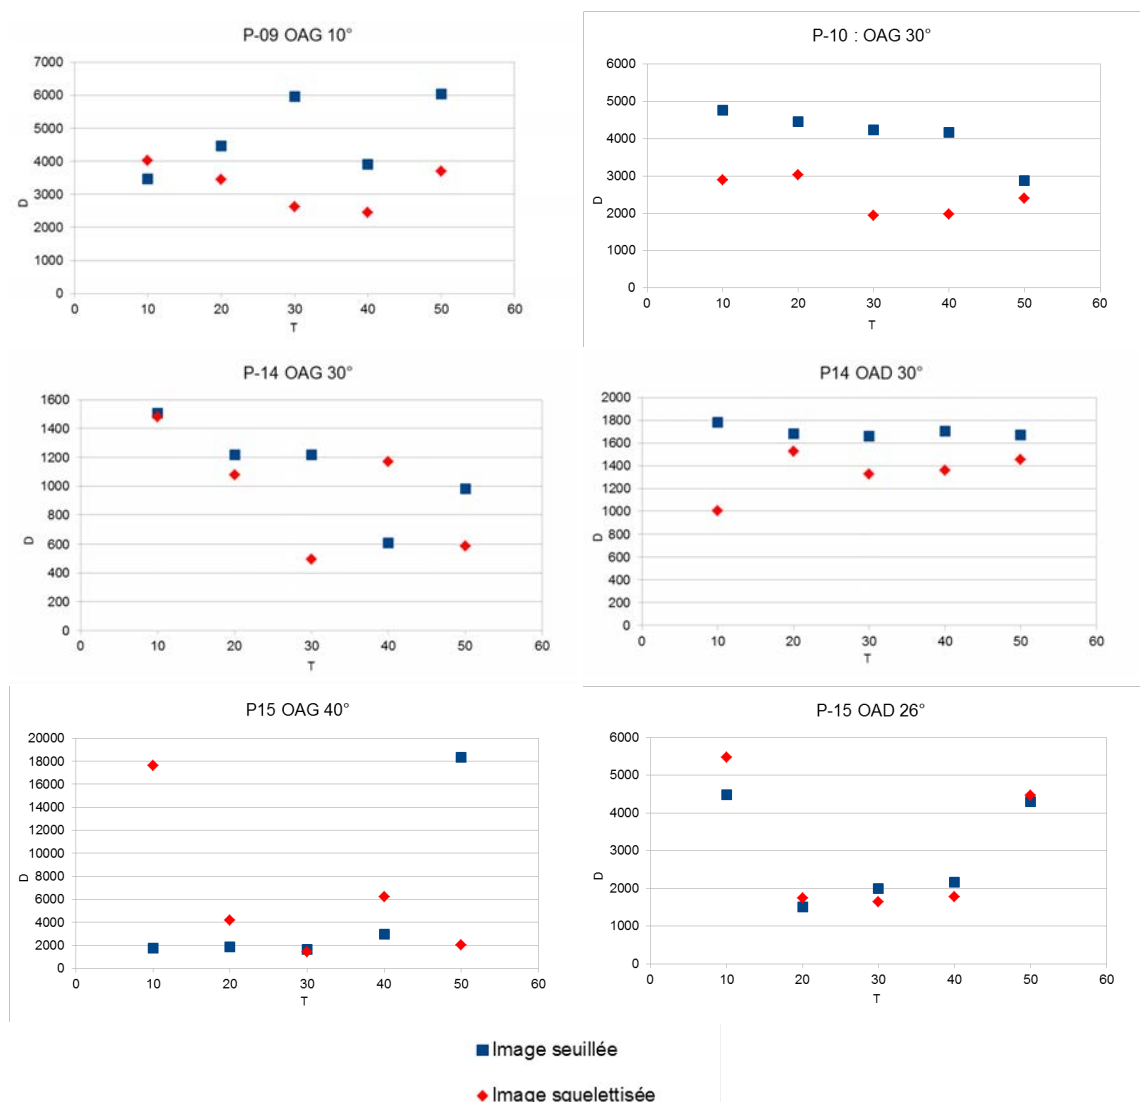 P-09 OAG 10°
7000
6000
5000
4000
3000
2000
1000
0
D
0 10 20 30 40 50 60
T
P-10 : OAG 30°
6000
5000
4000
3000
2000
1000
0
D
0 10 20 30 40 50 60
T
P-14 OAG 30°
1600
1400
1200
1000
800
600
400
200
0
D
0 10 20 30 40 50 60
T
P14 OAD 30°
2000
1800
1600
1400
1200
1000
800
600
400
200
0
D
0 10 20 30 40 50 60
T
P15 OAG 40°
20000
18000
16000
14000
12000
10000
8000
6000
4000
2000
0
D
0 10 20 30 40 50 60
T
P-15 OAD 26°
6000
5000
4000
3000
2000
1000
0
D
0 10 20 30 40 50 60
T
Image seuillée
Image squelettisée